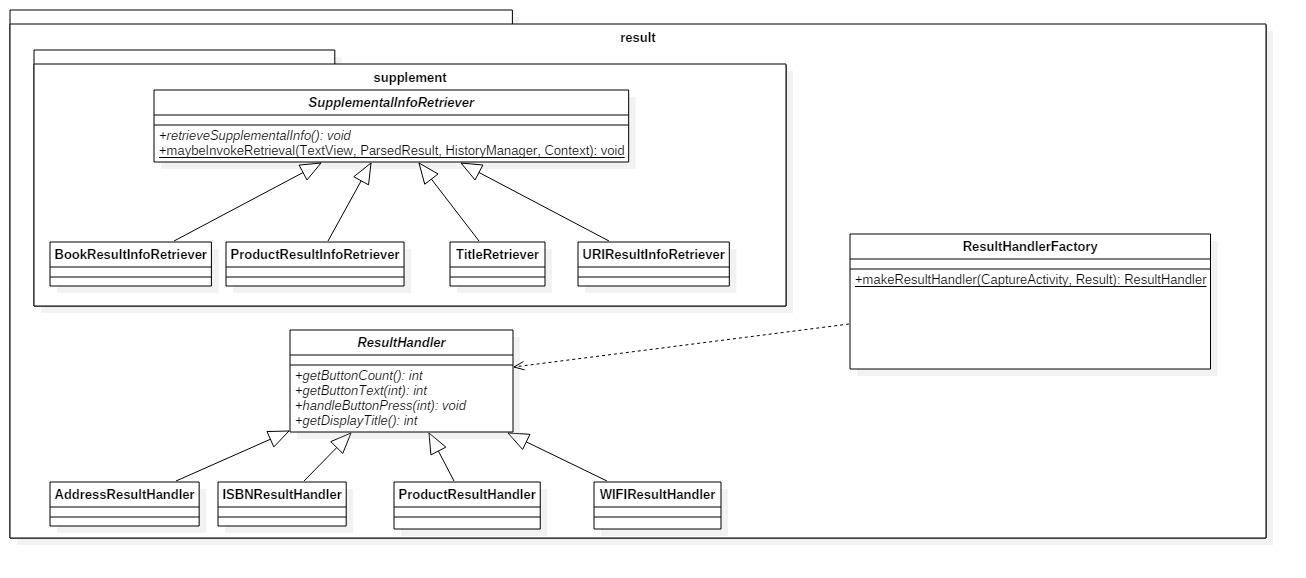 result
supplement
SupplementalInfoRetriever
+retrieveSupplementalInfo(): void
+maybeInvokeRetrieval(TextView, ParsedResult, HistoryManager, Context): void
BookResultInfoRetriever
ProductResultInfoRetriever
TitleRetriever
URIResultInfoRetriever
ResultHandlerFactory
+makeResultHandler(CaptureActivity, Result): ResultHandler
ResultHandler
+getButtonCount(): int
+getButtonText(int): int
+handleButtonPress(int): void
+getDisplayTitle(): int
AddressResultHandler
ISBNResultHandler
ProductResultHandler
WIFIResultHandler